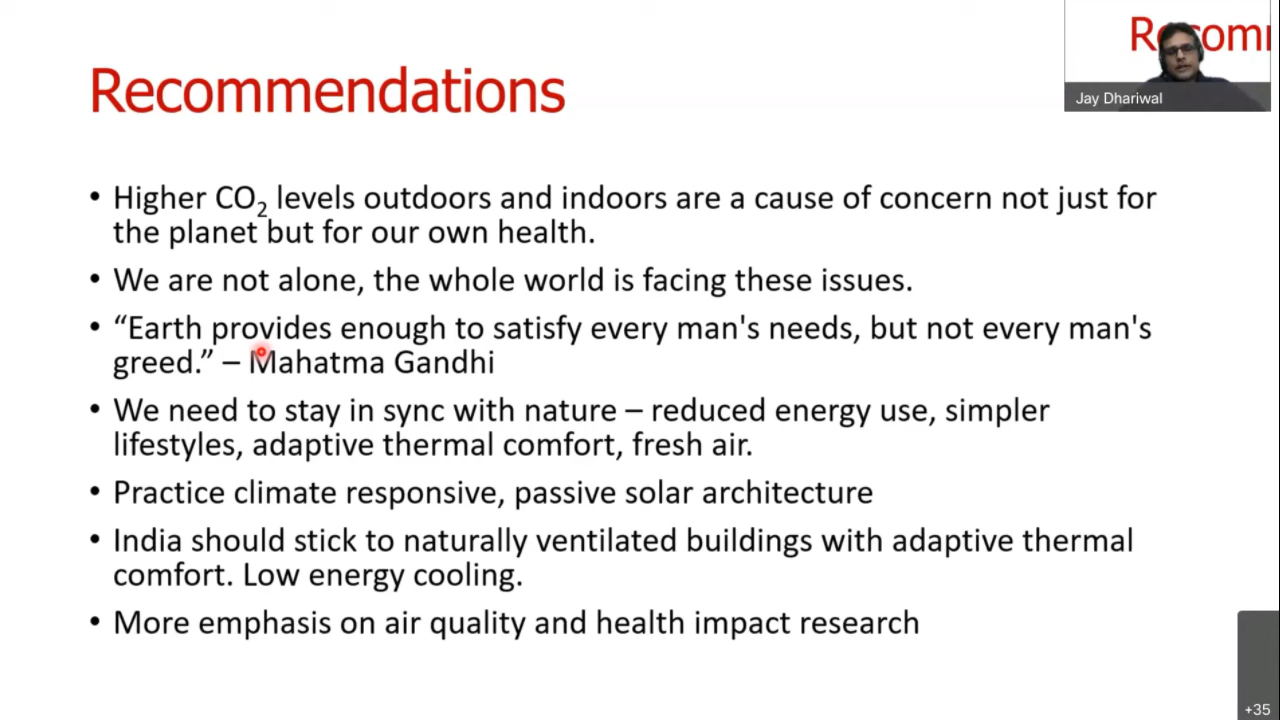 Recommendations
Recom
Jay Dhariwal
• Higher CO₂ levels outdoors and indoors are a cause of concern not just for
the planet but for our own health.
• We are not alone, the whole world is facing these issues.
• “Earth provides enough to satisfy every man's needs, but not every man's
greed.” – Mahatma Gandhi
• We need to stay in sync with nature – reduced energy use, simpler
lifestyles, adaptive thermal comfort, fresh air.
• Practice climate responsive, passive solar architecture
• India should stick to naturally ventilated buildings with adaptive thermal
comfort. Low energy cooling.
• More emphasis on air quality and health impact research
+35